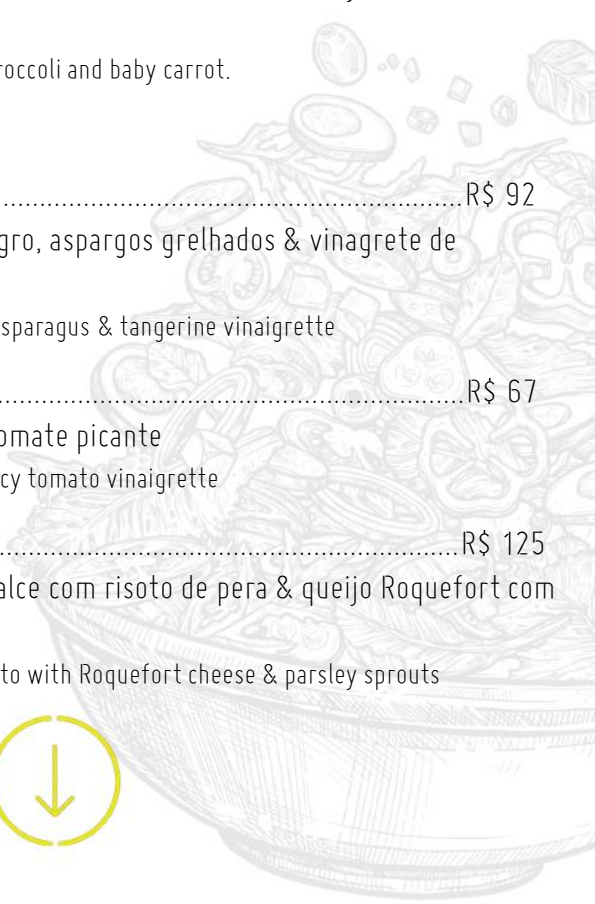 roccoli and baby carrot.
..........R$ 92
gro, aspargos grelhados & vinagrete de
sparagus & tangerine vinaigrette
..........R$ 67
omate picante
cy tomato vinaigrette
..........R$ 125
alce com risoto de pera & queijo Roquefort com
to with Roquefort cheese & parsley sprouts